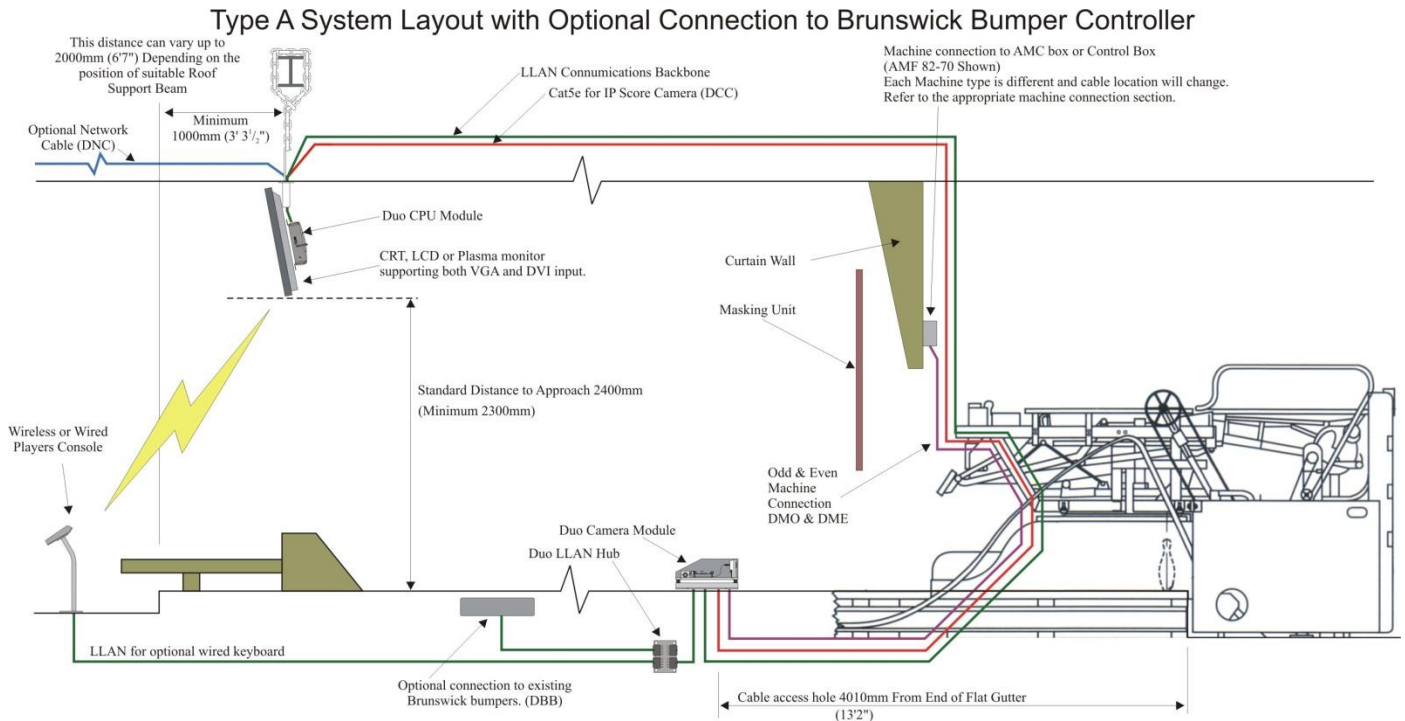 Type A System Layout with Optional Connection to Brunswick Bumper Controller
This distance can vary up to
2000mm (6'7") Depending on the
position of suitable Roof
Support Beam
Minimum
1000mm (3' 3 1/2")
Optional Network
Cable (DNC)
LLAN Connumications Backbone
Cat5e for IP Score Camera (DCC)
Machine connection to AMC box or Control Box
(AMF 82-70 Shown)
Each Machine type is different and cable location will change.
Refer to the appropriate machine connection section.
Duo CPU Module
CRT, LCD or Plasma monitor
supporting both VGA and DVI input.
Curtain Wall
Masking Unit
Standard Distance to Approach 2400mm
(Minimum 2300mm)
Wireless or Wired
Players Console
Odd & Even
Machine
Connection
DMO & DME
Duo Camera Module
Duo LLAN Hub
LLAN for optional wired keyboard
Optional connection to existing
Brunswick bumpers. (DBB)
Cable access hole 4010mm From End of Flat Gutter
(13'2")